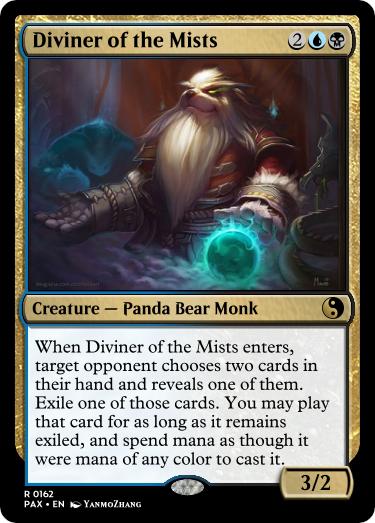 Diviner of the Mists 2
Creature — Panda Bear Monk
When Diviner of the Mists enters,
target opponent chooses two cards in
their hand and reveals one of them.
Exile one of those cards. You may play
that card for as long as it remains
exiled, and spend mana as though it
were mana of any color to cast it.
3/2
R 0162
PAX • EN YanmoZhang